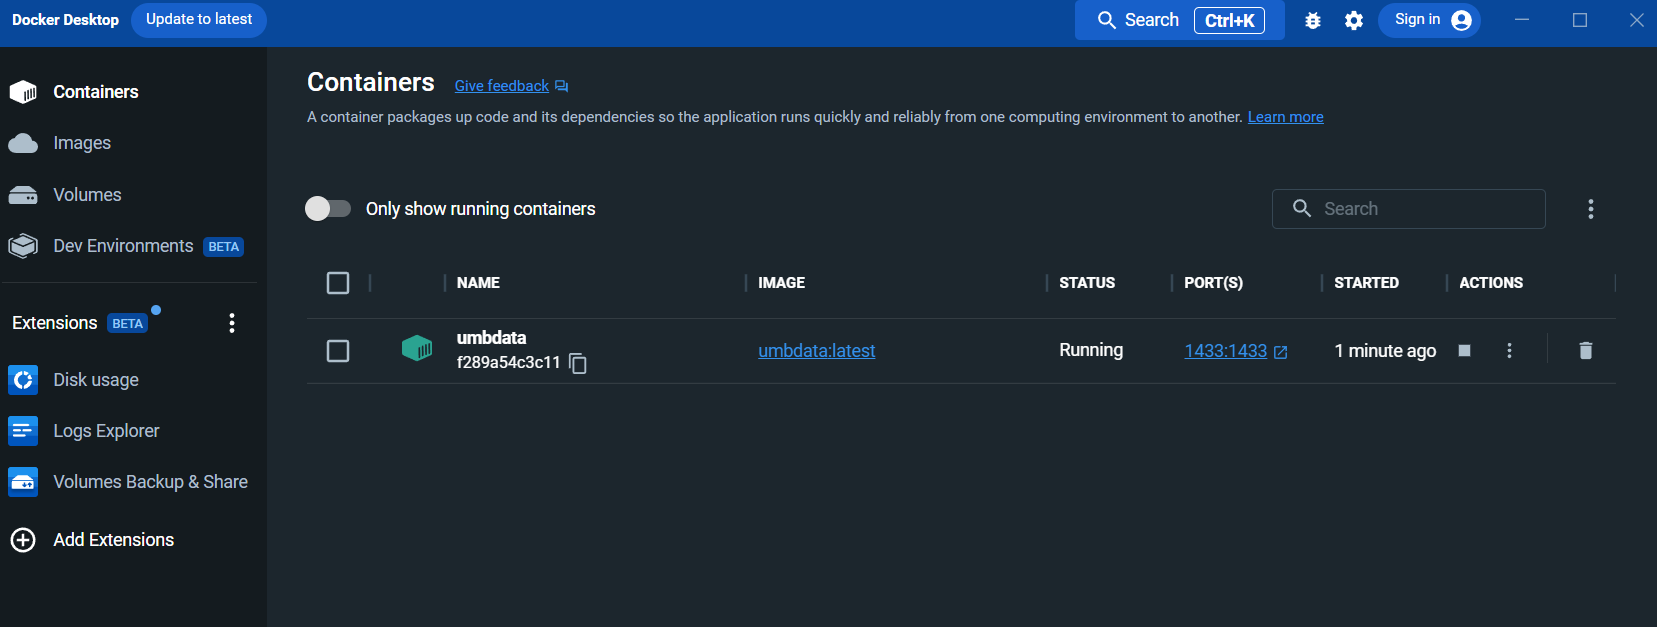 Docker Desktop Update to latest Search Ctrl+K Sign in
Containers
Images
Volumes
Dev Environments BETA
Extensions BETA
Disk usage
Logs Explorer
Volumes Backup & Share
Add Extensions
Containers Give feedback
A container packages up code and its dependencies so the application runs quickly and reliably from one computing environment to another. Learn more
Only show running containers Search
NAME IMAGE STATUS PORT(S) STARTED ACTIONS
umbdata
f289a54c3c11 umbdata:latest Running 1433:1433 1 minute ago